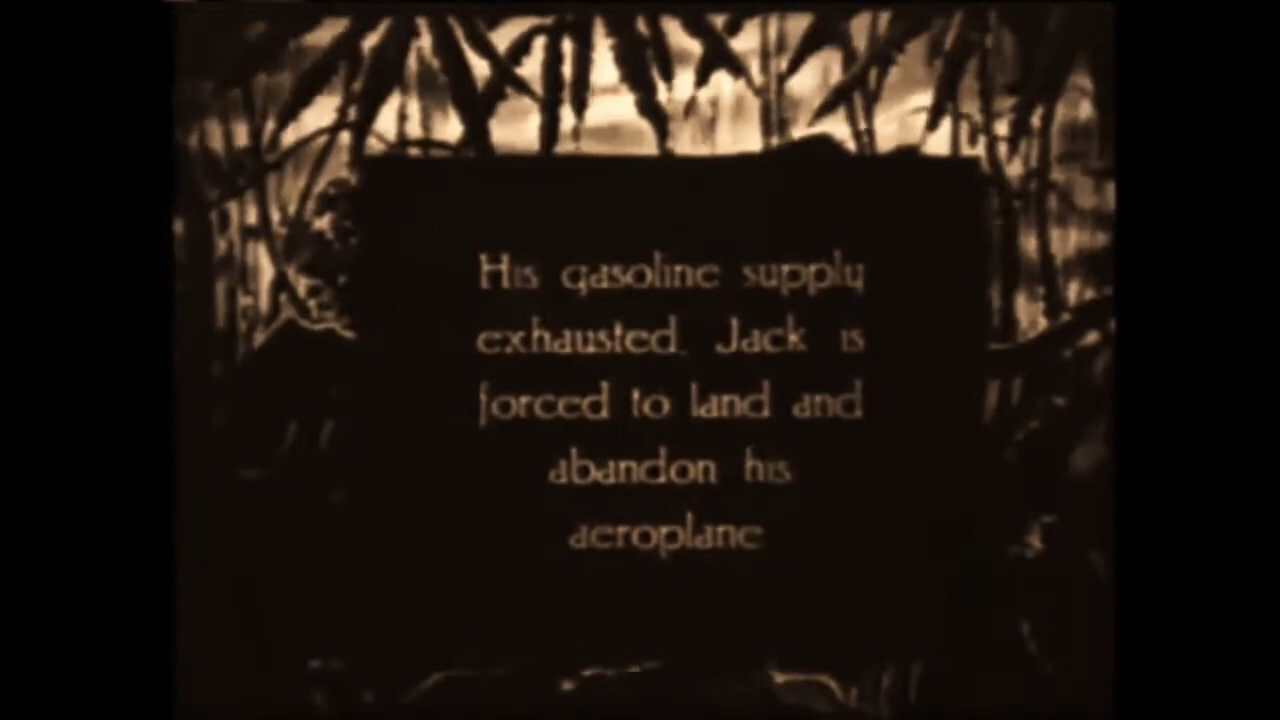 His gasoline supply
exhausted, Jack is
forced to land and
abandon his
aeroplane